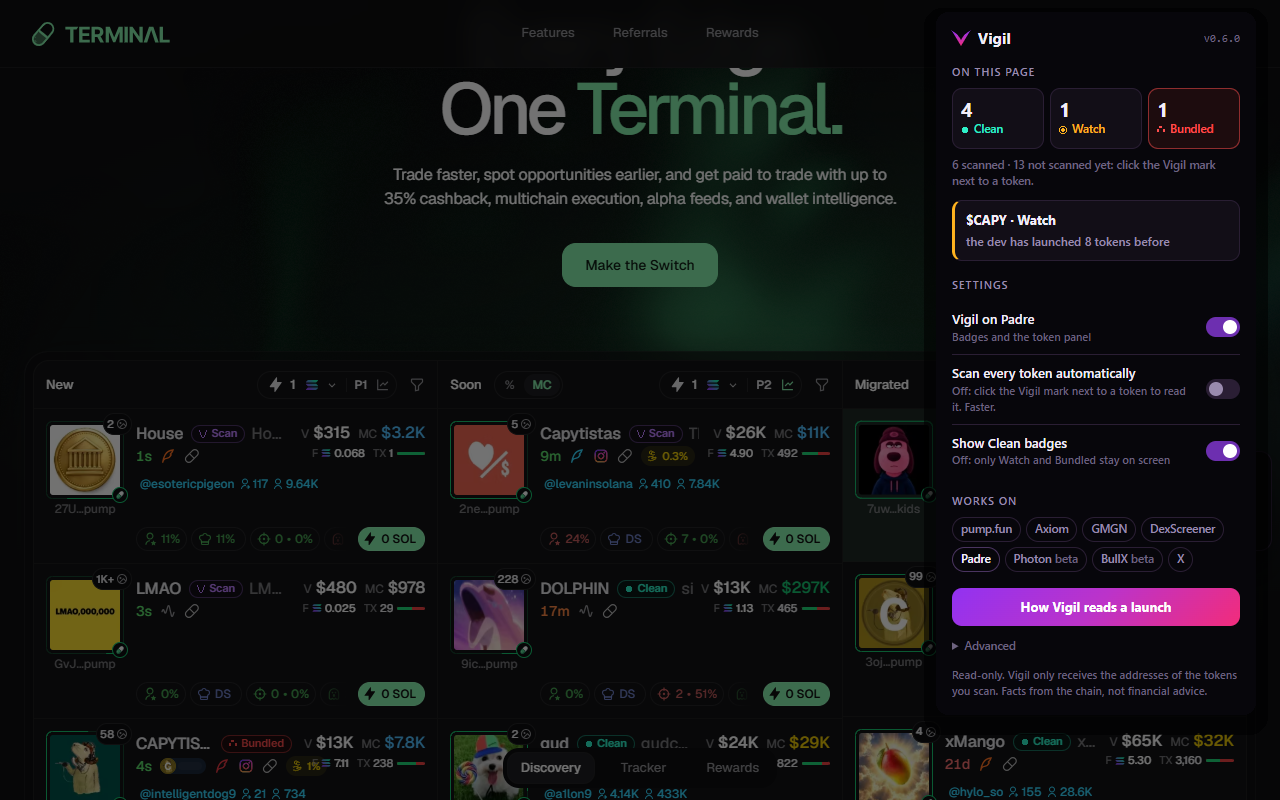 TERMINAL
Features
Referrals
Rewards
One Terminal.
Trade faster, spot opportunities earlier, and get paid to trade with up to
35% cashback, multichain execution, alpha feeds, and wallet intelligence.
Make the Switch
New
1
P1
Soon
%
MC
1
P2
Migrated
2
House
Scan
Ho...
V $315 MC $3.2K
1s
F 0.068 TX 1
@esotericpigeon 117 9.64K
27U...pump
11%
11%
0 • 0%
0 SOL
5
Capytistas
Scan
V $26K MC $11K
9m
0.3%
F 4.90 TX 492
@levaninsolana 410 7.84K
2ne...pump
24%
DS
7 • 0%
0 SOL
7uw...kids
1K+
LMAO,000,000
LMAO
Scan
LM...
V $480 MC $978
3s
F 0.025 TX 29
GvJ...pump
0%
DS
0 • 0%
0 SOL
228
DOLPHIN
Clean
si
V $13K MC $297K
17m
F 1.13 TX 465
9ic...pump
0%
DS
2 • 51%
0 SOL
99
C
3oj...pump
58
CAPYTIS...
Bundled
V $13K MC $7.8K
4s
1%
7.11 TX 238
@intelligentdog9 21 734
2
gud
Clean
gudc...
V $24K MC $29K
822
@a1lon9 4.14K 433K
4
xMango
Clean
x...
V $65K MC $32K
21d
F 5.30 TX 3,160
@hylo_so 155 28.6K
Discovery
Tracker
Rewards
Vigil
v0.6.0
ON THIS PAGE
4
Clean
1
Watch
1
Bundled
6 scanned · 13 not scanned yet: click the Vigil mark
next to a token.
$CAPY · Watch
the dev has launched 8 tokens before
SETTINGS
Vigil on Padre
Badges and the token panel
Scan every token automatically
Off: click the Vigil mark next to a token to read
it. Faster.
Show Clean badges
Off: only Watch and Bundled stay on screen
WORKS ON
pump.fun
Axiom
GMGN
DexScreener
Padre
Photon beta
BullX beta
X
How Vigil reads a launch
Advanced
Read-only. Vigil only receives the addresses of the tokens
you scan. Facts from the chain, not financial advice.